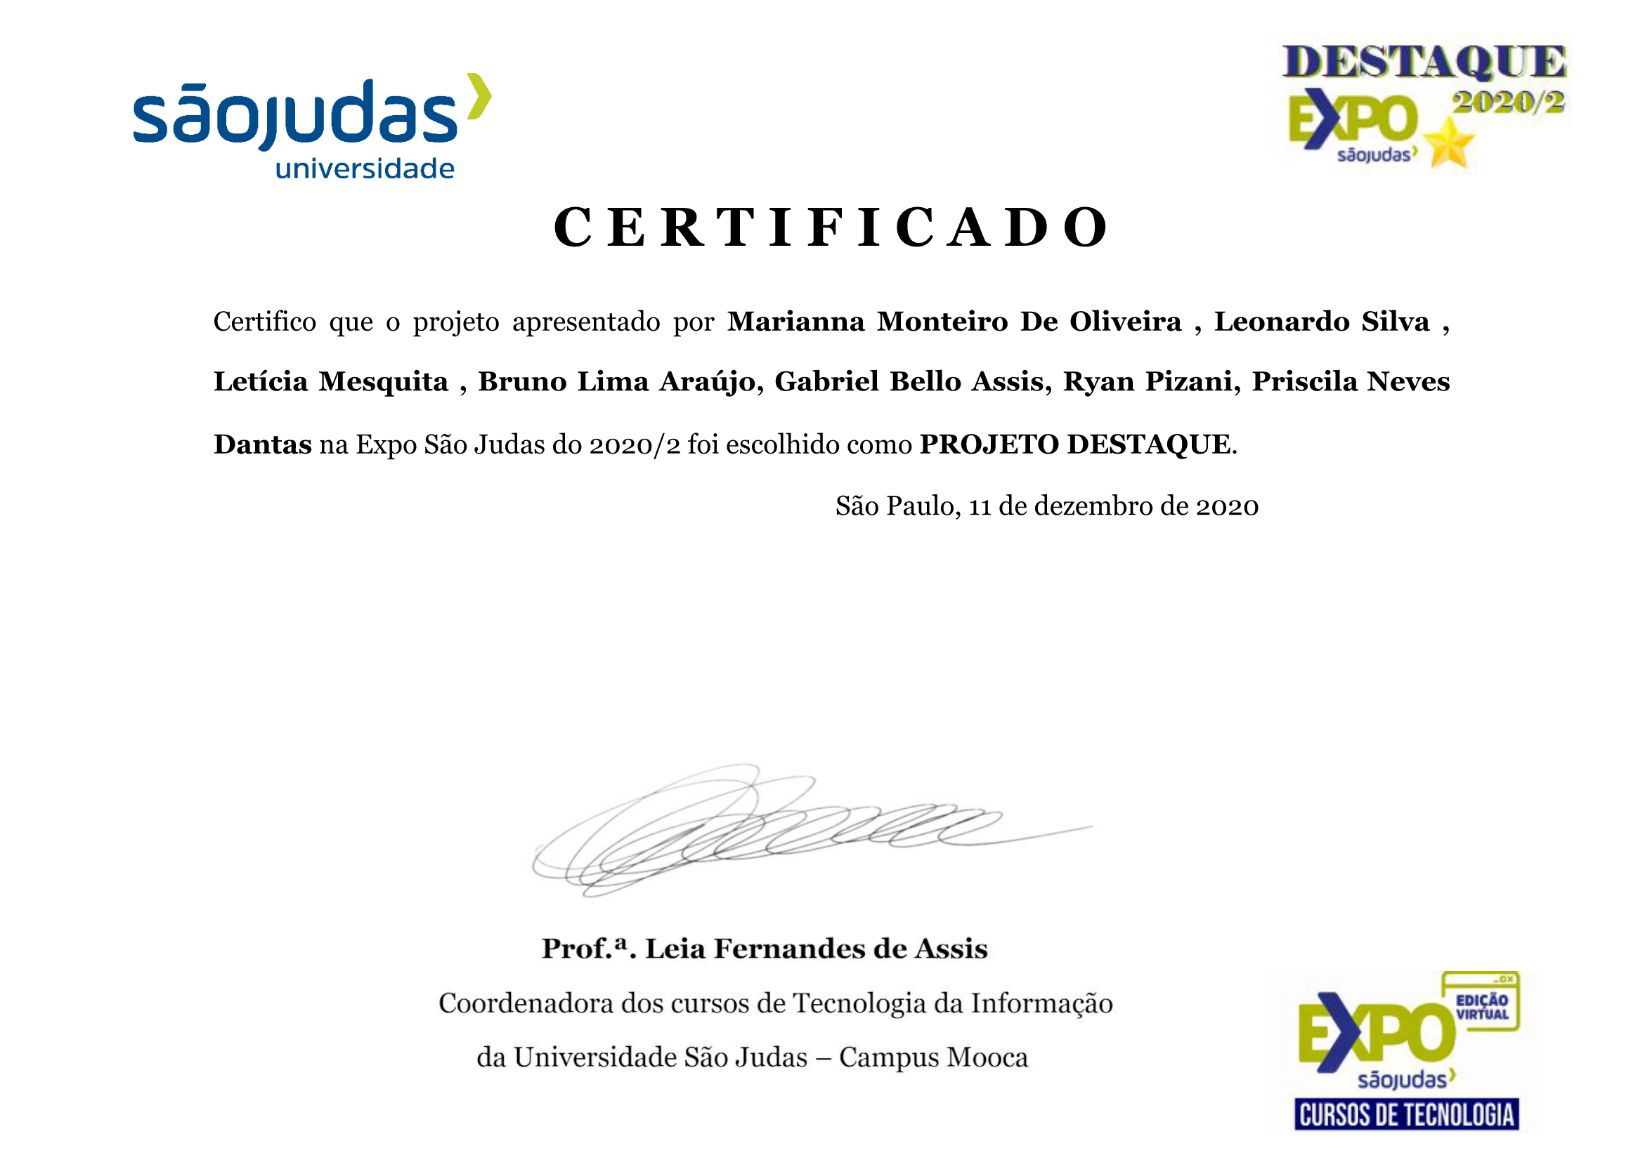 sãojudas
universidade
DESTAQUE
EXPO 2020/2
sãojudas
CERTIFICADO
Certifico que o projeto apresentado por Marianna Monteiro De Oliveira , Leonardo Silva ,
Letícia Mesquita , Bruno Lima Araújo, Gabriel Bello Assis, Ryan Pizani, Priscila Neves
Dantas na Expo São Judas do 2020/2 foi escolhido como PROJETO DESTAQUE.
São Paulo, 11 de dezembro de 2020
Prof.ª. Leia Fernandes de Assis
Coordenadora dos cursos de Tecnologia da Informação
da Universidade São Judas – Campus Mooca
EDIÇÃO
VIRTUAL
EXPO
sãojudas
CURSOS DE TECNOLOGIA